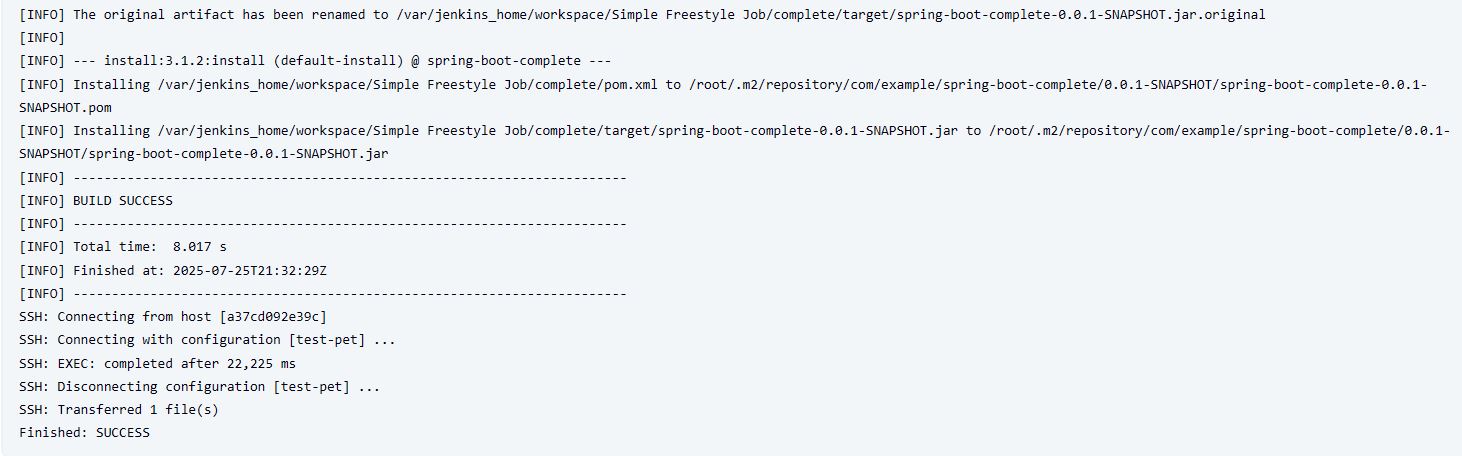 [INFO] The original artifact has been renamed to /var/jenkins_home/workspace/Simple Freestyle Job/complete/target/spring-boot-complete-0.0.1-SNAPSHOT.jar.original
[INFO]
[INFO] --- install:3.1.2:install (default-install) @ spring-boot-complete ---
[INFO] Installing /var/jenkins_home/workspace/Simple Freestyle Job/complete/pom.xml to /root/.m2/repository/com/example/spring-boot-complete/0.0.1-SNAPSHOT/spring-boot-complete-0.0.1-
SNAPSHOT.pom
[INFO] Installing /var/jenkins_home/workspace/Simple Freestyle Job/complete/target/spring-boot-complete-0.0.1-SNAPSHOT.jar to /root/.m2/repository/com/example/spring-boot-complete/0.0.1-
SNAPSHOT/spring-boot-complete-0.0.1-SNAPSHOT.jar
[INFO] ------------------------------------------------------------------------
[INFO] BUILD SUCCESS
[INFO] ------------------------------------------------------------------------
[INFO] Total time:  8.017 s
[INFO] Finished at: 2025-07-25T21:32:29Z
[INFO] ------------------------------------------------------------------------
SSH: Connecting from host [a37cd092e39c]
SSH: Connecting with configuration [test-pet] ...
SSH: EXEC: completed after 22,225 ms
SSH: Disconnecting configuration [test-pet] ...
SSH: Transferred 1 file(s)
Finished: SUCCESS